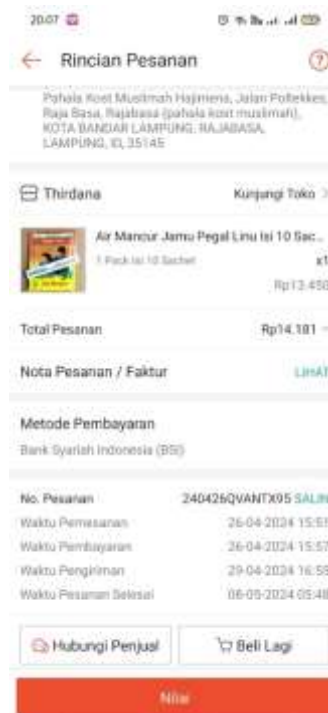 20.07
Rincian Pesanan
Pahala Kost Muslimah Hajimena, Jalan Poltekkes,
Raja Basa, Rajabasa (pahala kost muslimah),
KOTA BANDAR LAMPUNG, RAJABASA,
LAMPUNG, ID, 35145
Thirdana
Kunjungi Toko >
Air Mancur Jamu Pegal Linu Isi 10 Sac...
1 Pack Isi 10 Sachet
x1
Rp13.450
Total Pesanan
Rp14.181
Nota Pesanan / Faktur
LIHAT
Metode Pembayaran
Bank Syariah Indonesia (BSI)
No. Pesanan
240426QVANTX95 SALIN
Waktu Pemesanan
26-04-2024 15:51
Waktu Pembayaran
26-04-2024 15:57
Waktu Pengiriman
29-04-2024 16:55
Waktu Pesanan Selesai
06-05-2024 05:48
Hubungi Penjual
Beli Lagi
Nilai